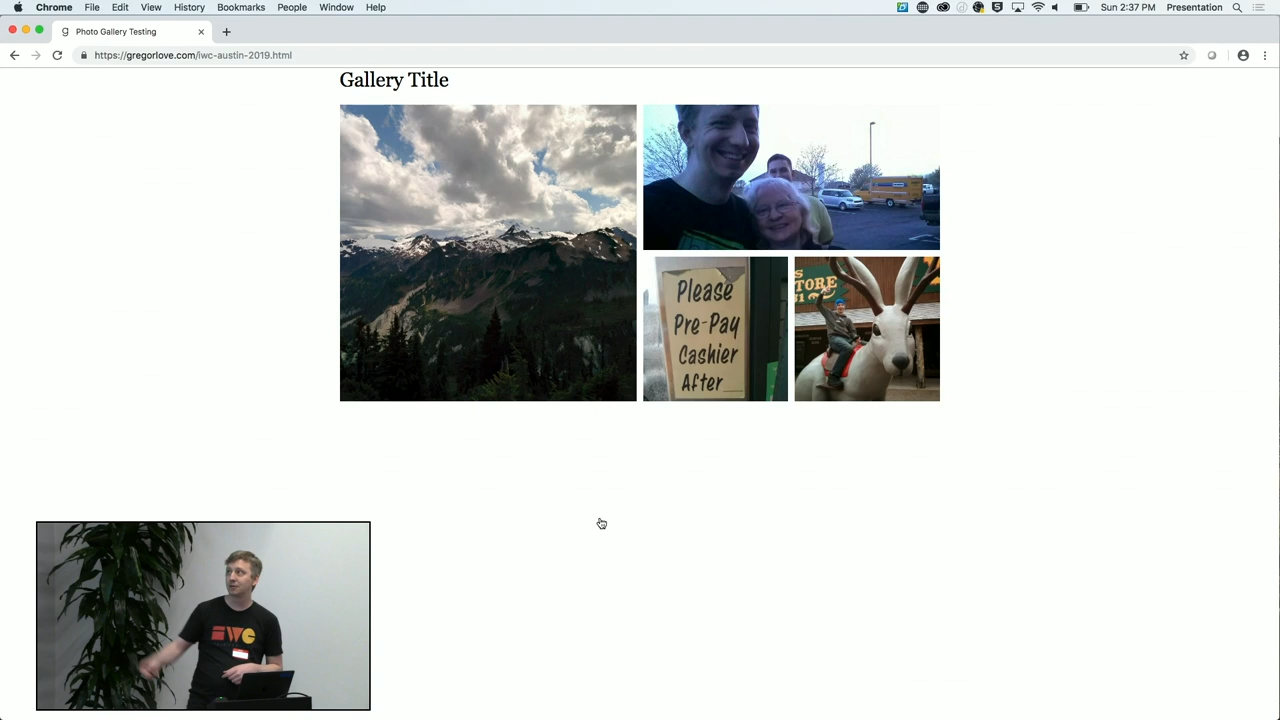 Chrome File Edit View History Bookmarks People Window Help
Sun 2:37 PM Presentation
Photo Gallery Testing
https://gregorlove.com/iwc-austin-2019.html
Gallery Title
Please
Pre-Pay
Cashier
After
TORE
IWC